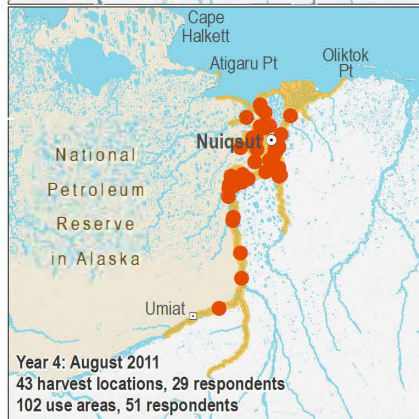 Cape
Halkett
Oliktok
Pt
Atigaru Pt
Nuiqsut
National
Petroleum
Reserve
in Alaska
Umiat
Year 4: August 2011
43 harvest locations, 29 respondents
102 use areas, 51 respondents